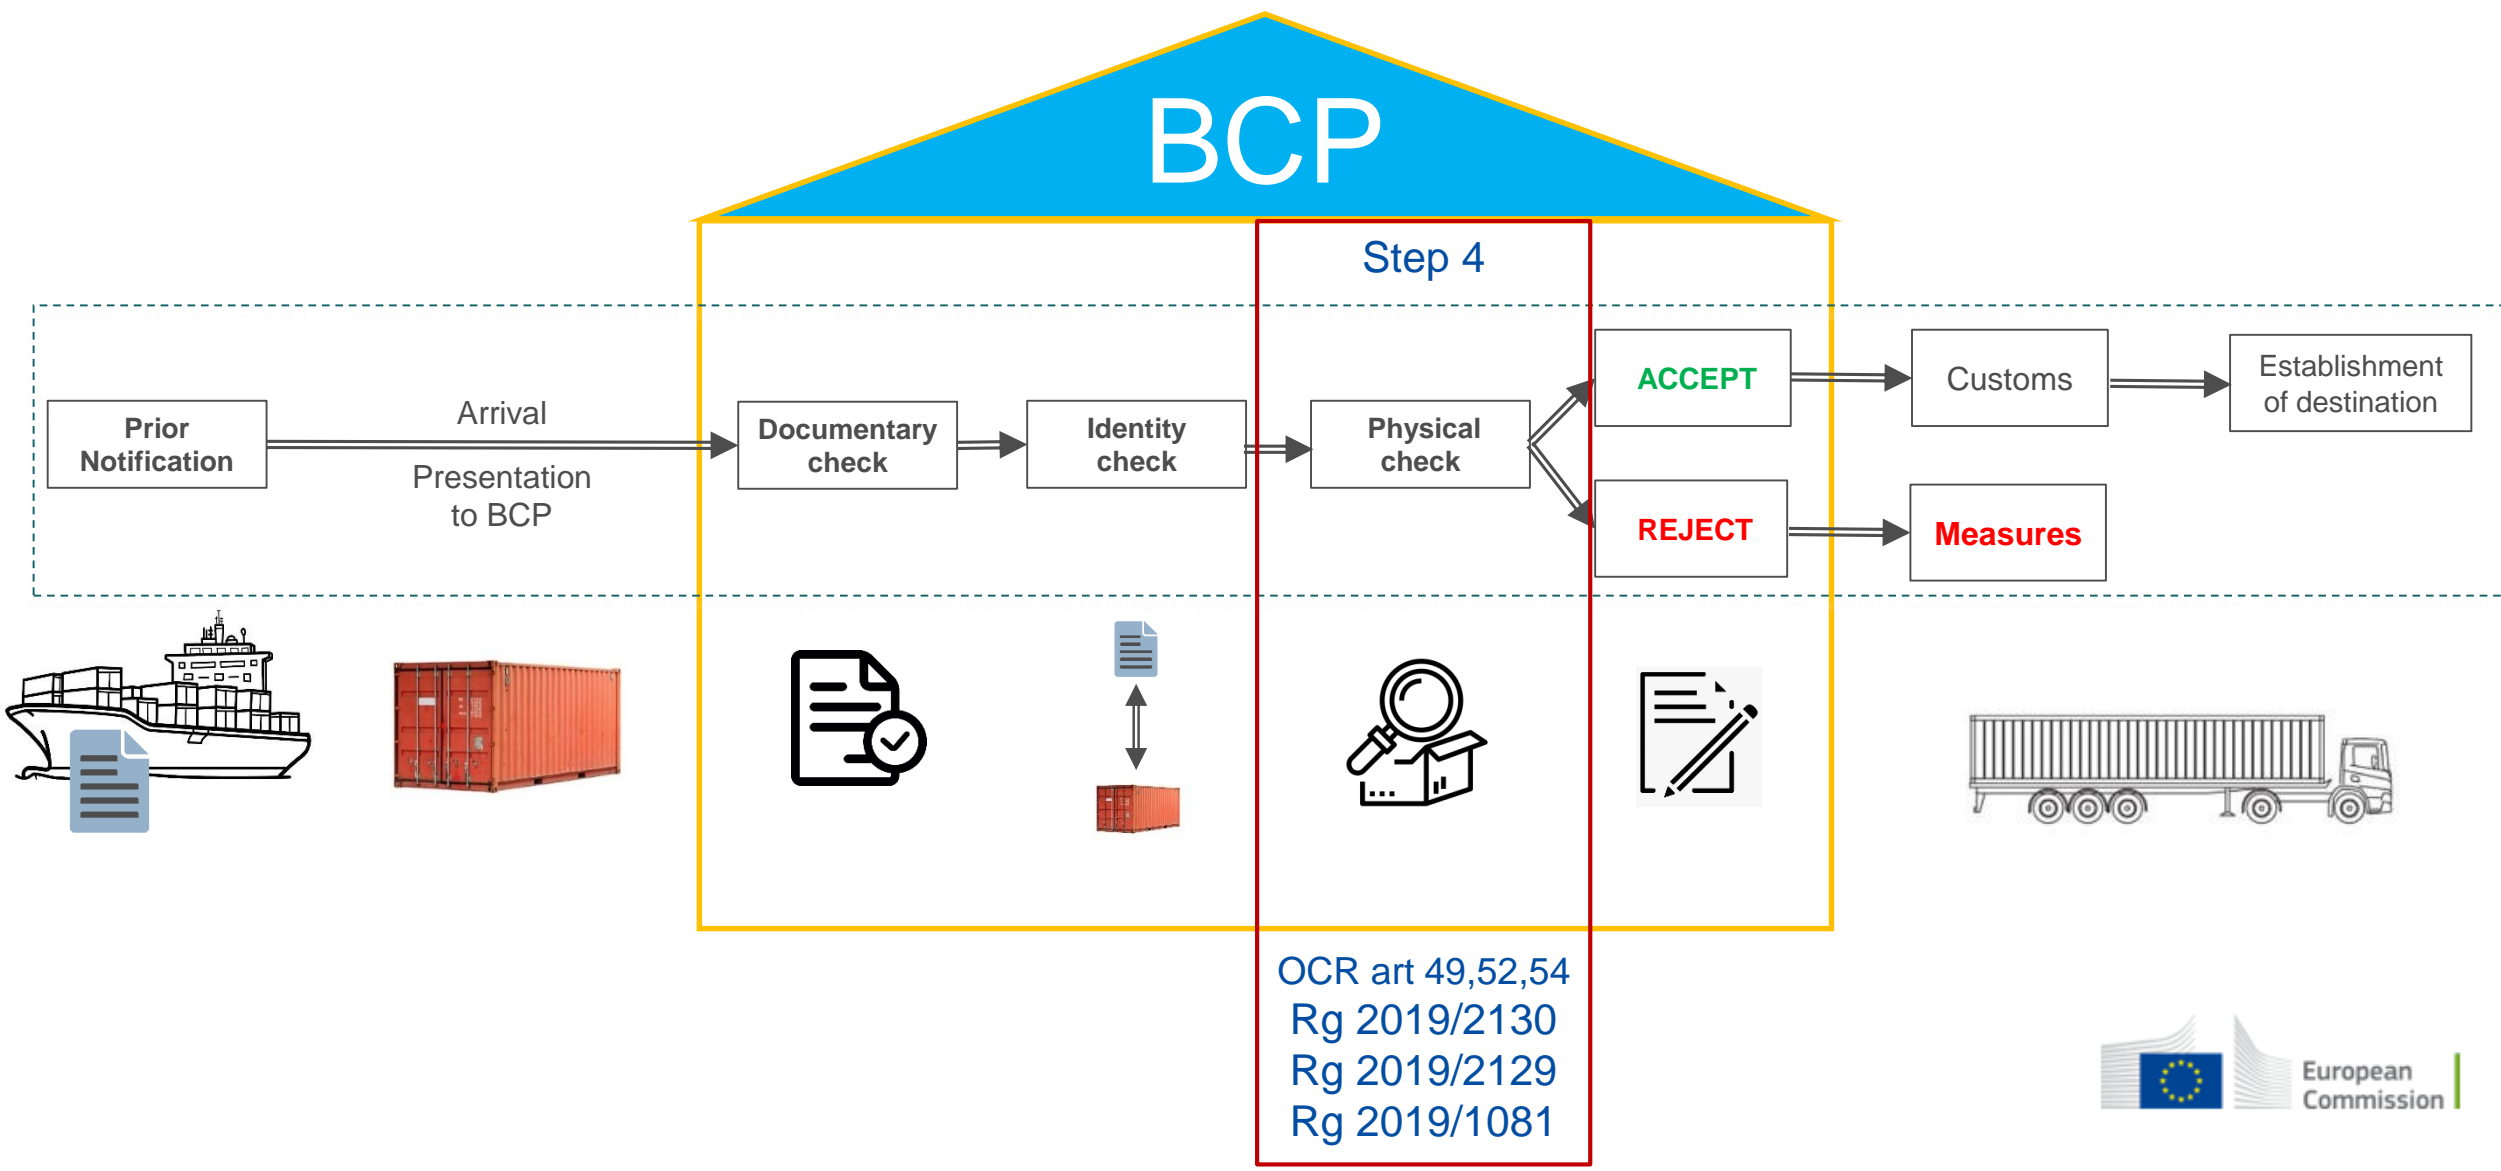 BCP
Step 4
Prior
Notification
Arrival
Presentation
to BCP
Documentary
check
Identity
check
Physical
check
ACCEPT
REJECT
Customs
Measures
Establishment
of destination
OCR art 49,52,54
Rg 2019/2130
Rg 2019/2129
Rg 2019/1081
European
Commission